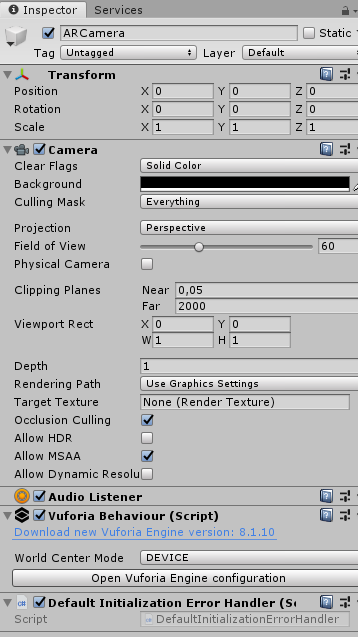 Inspector Services
ARCamera Static
Tag Untagged Layer Default
Transform
Position X 0 Y 0 Z 0
Rotation X 0 Y 0 Z 0
Scale X 1 Y 1 Z 1
Camera
Clear Flags Solid Color
Background
Culling Mask Everything
Projection Perspective
Field of View 60
Physical Camera
Clipping Planes Near 0,05
Far 2000
Viewport Rect X 0 Y 0
W 1 H 1
Depth 1
Rendering Path Use Graphics Settings
Target Texture None (Render Texture)
Occlusion Culling
Allow HDR
Allow MSAA
Allow Dynamic Resolu
Audio Listener
Vuforia Behaviour (Script)
Download new Vuforia Engine version: 8.1.10
World Center Mode DEVICE
Open Vuforia Engine configuration
Default Initialization Error Handler (Sc
Script DefaultInitializationErrorHandler